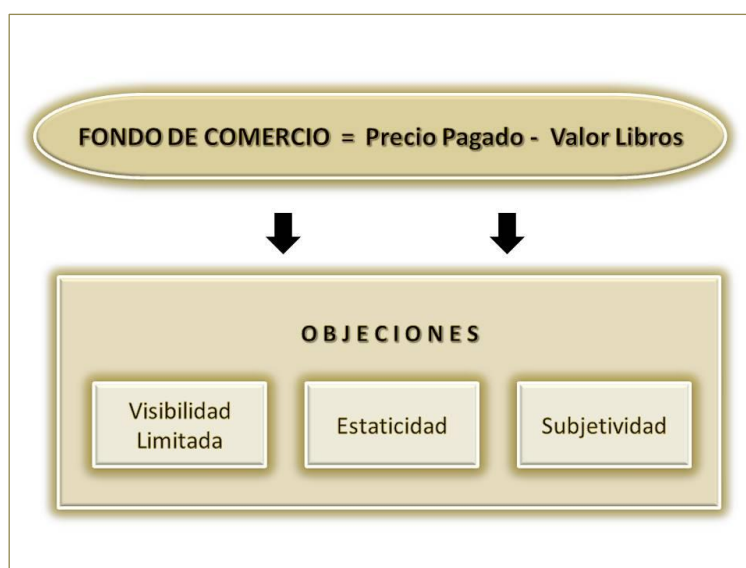 FONDO DE COMERCIO = Precio Pagado - Valor Libros
OBJECIONES
Visibilidad
Limitada
Estaticidad
Subjetividad